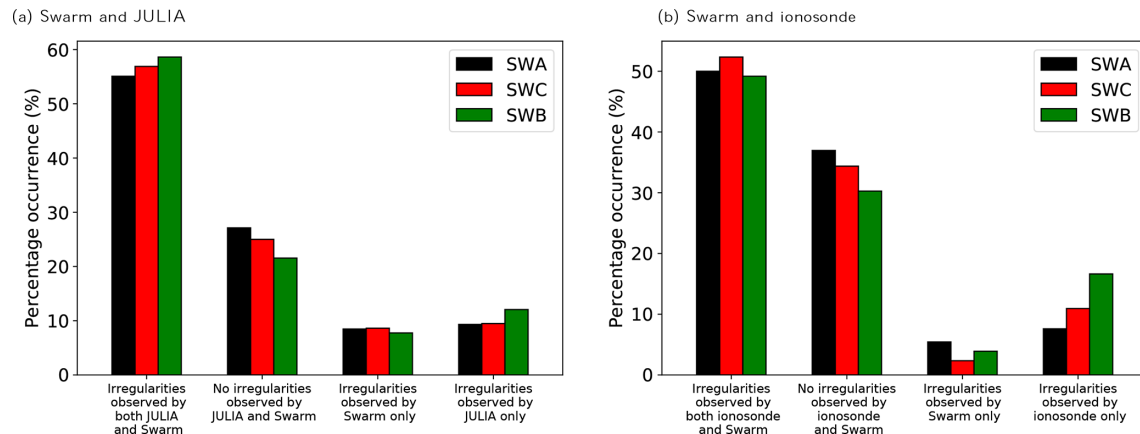 (a) Swarm and JULIA
Percentage occurrence (%)
60
50
40
30
20
10
0
SWA
SWC
SWB
Irregularities
observed by
both JULIA
and Swarm
No irregularities
observed by
JULIA and Swarm
Irregularities
observed by
Swarm only
Irregularities
observed by
JULIA only
(b) Swarm and ionosonde
Percentage occurrence (%)
50
40
30
20
10
0
SWA
SWC
SWB
Irregularities
observed by
both ionosonde
and Swarm
No irregularities
observed by
ionosonde
and Swarm
Irregularities
observed by
Swarm only
Irregularities
observed by
ionosonde only